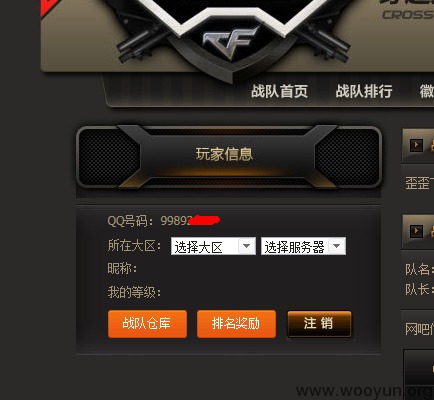 CROSS
战队首页 战队排行 徽
玩家信息
QQ号码：99892
所在大区： 选择大区 选择服务器
昵称：
我的等级：
战队仓库 排名奖励 注 销
歪歪
队名：
队长：
网吧
www.wooyun.org